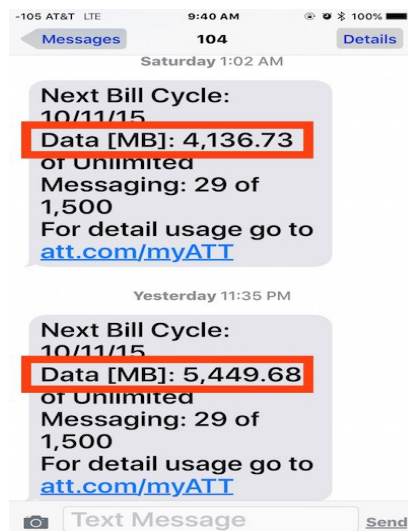 -105 AT&T LTE 9:40 AM 100%
Messages 104 Details
Saturday 1:02 AM
Next Bill Cycle:
10/11/15
Data [MB]: 4,136.73
of Unlimited
Messaging: 29 of
1,500
For detail usage go to
att.com/myATT
Yesterday 11:35 PM
Next Bill Cycle:
10/11/15
Data [MB]: 5,449.68
of Unlimited
Messaging: 29 of
1,500
For detail usage go to
att.com/myATT
Text Message Send